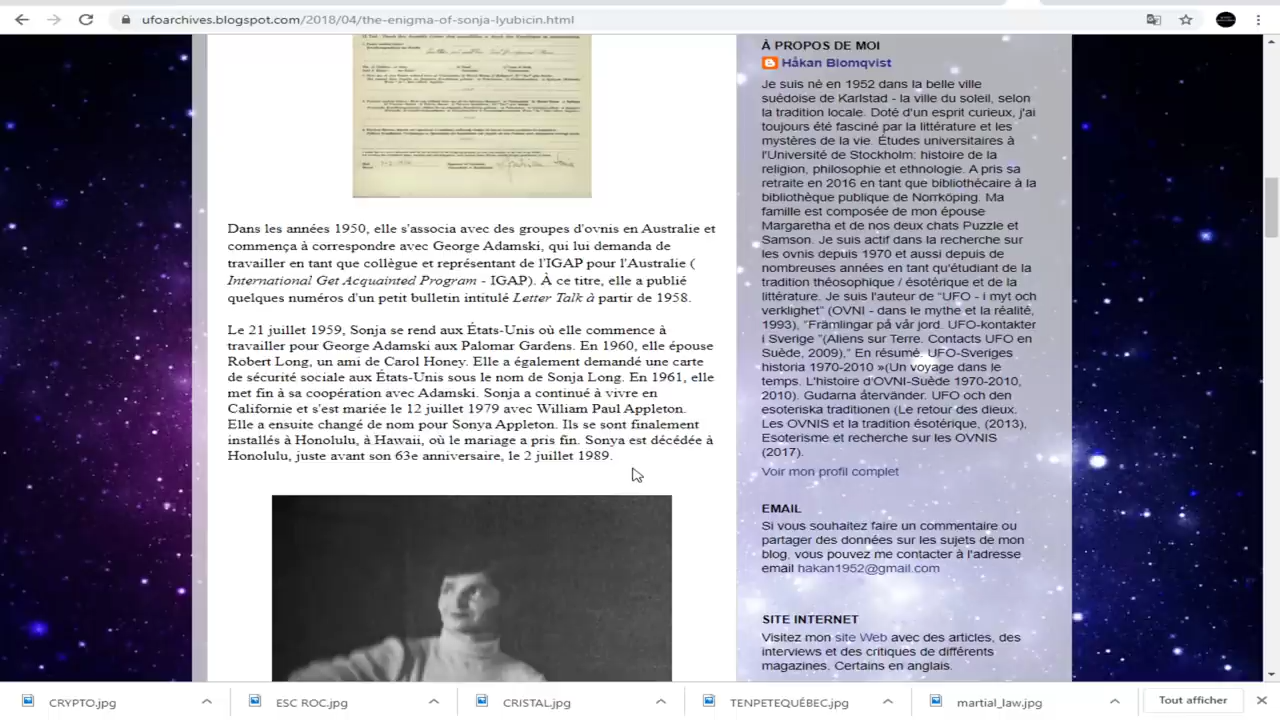 ufoarchives.blogspot.com/2018/04/the-enigma-of-sonja-lyubicin.html
Dans les années 1950, elle s'associa avec des groupes d'ovnis en Australie et
commença à correspondre avec George Adamski, qui lui demanda de
travailler en tant que collègue et représentant de l'IGAP pour l'Australie (
International Get Acquainted Program - IGAP). À ce titre, elle a publié
quelques numéros d'un petit bulletin intitulé Letter Talk à partir de 1958.
Le 21 juillet 1959, Sonja se rend aux États-Unis où elle commence à
travailler pour George Adamski aux Palomar Gardens. En 1960, elle épouse
Robert Long, un ami de Carol Honey. Elle a également demandé une carte
de sécurité sociale aux États-Unis sous le nom de Sonja Long. En 1961, elle
met fin à sa coopération avec Adamski. Sonja a continué à vivre en
Californie et s'est mariée le 12 juillet 1979 avec William Paul Appleton.
Elle a ensuite changé de nom pour Sonya Appleton. Ils se sont finalement
installés à Honolulu, à Hawaii, où le mariage a pris fin. Sonya est décédée à
Honolulu, juste avant son 63e anniversaire, le 2 juillet 1989.
À PROPOS DE MOI
Håkan Blomqvist
Je suis né en 1952 dans la belle ville
suédoise de Karlstad - la ville du soleil, selon
la tradition locale. Doté d'un esprit curieux, j'ai
toujours été fasciné par la littérature et les
mystères de la vie. Études universitaires à
l'Université de Stockholm: histoire de la
religion, philosophie et ethnologie. A pris sa
retraite en 2016 en tant que bibliothécaire à la
bibliothèque publique de Norrköping. Ma
famille est composée de mon épouse
Margaretha et de nos deux chats Puzzle et
Samson. Je suis actif dans la recherche sur
les ovnis depuis 1970 et aussi depuis de
nombreuses années en tant qu'étudiant de la
tradition théosophique / ésotérique et de la
littérature. Je suis l'auteur de "UFO - i myt och
verklighet" (OVNI - dans le mythe et la réalité,
1993), "Främlingar på vår jord. UFO-kontakter
i Sverige "(Aliens sur Terre. Contacts UFO en
Suède, 2009)," En résumé. UFO-Sveriges
historia 1970-2010 »(Un voyage dans le
temps. L'histoire d'OVNI-Suède 1970-2010,
2010). Gudarna återvänder. UFO och den
esoteriska traditionen (Le retour des dieux.
Les OVNIS et la tradition ésotérique, (2013),
Esoterisme et recherche sur les OVNIS
(2017).
Voir mon profil complet
EMAIL
Si vous souhaitez faire un commentaire ou
partager des données sur les sujets de mon
blog, vous pouvez me contacter à l'adresse
email hakan1952@gmail.com
SITE INTERNET
Visitez mon site Web avec des articles, des
interviews et des critiques de différents
magazines. Certains en anglais.
CRYPTO.jpg
ESC ROC.jpg
CRISTAL.jpg
TENPETEQUÉBEC.jpg
martial_law.jpg
Tout afficher